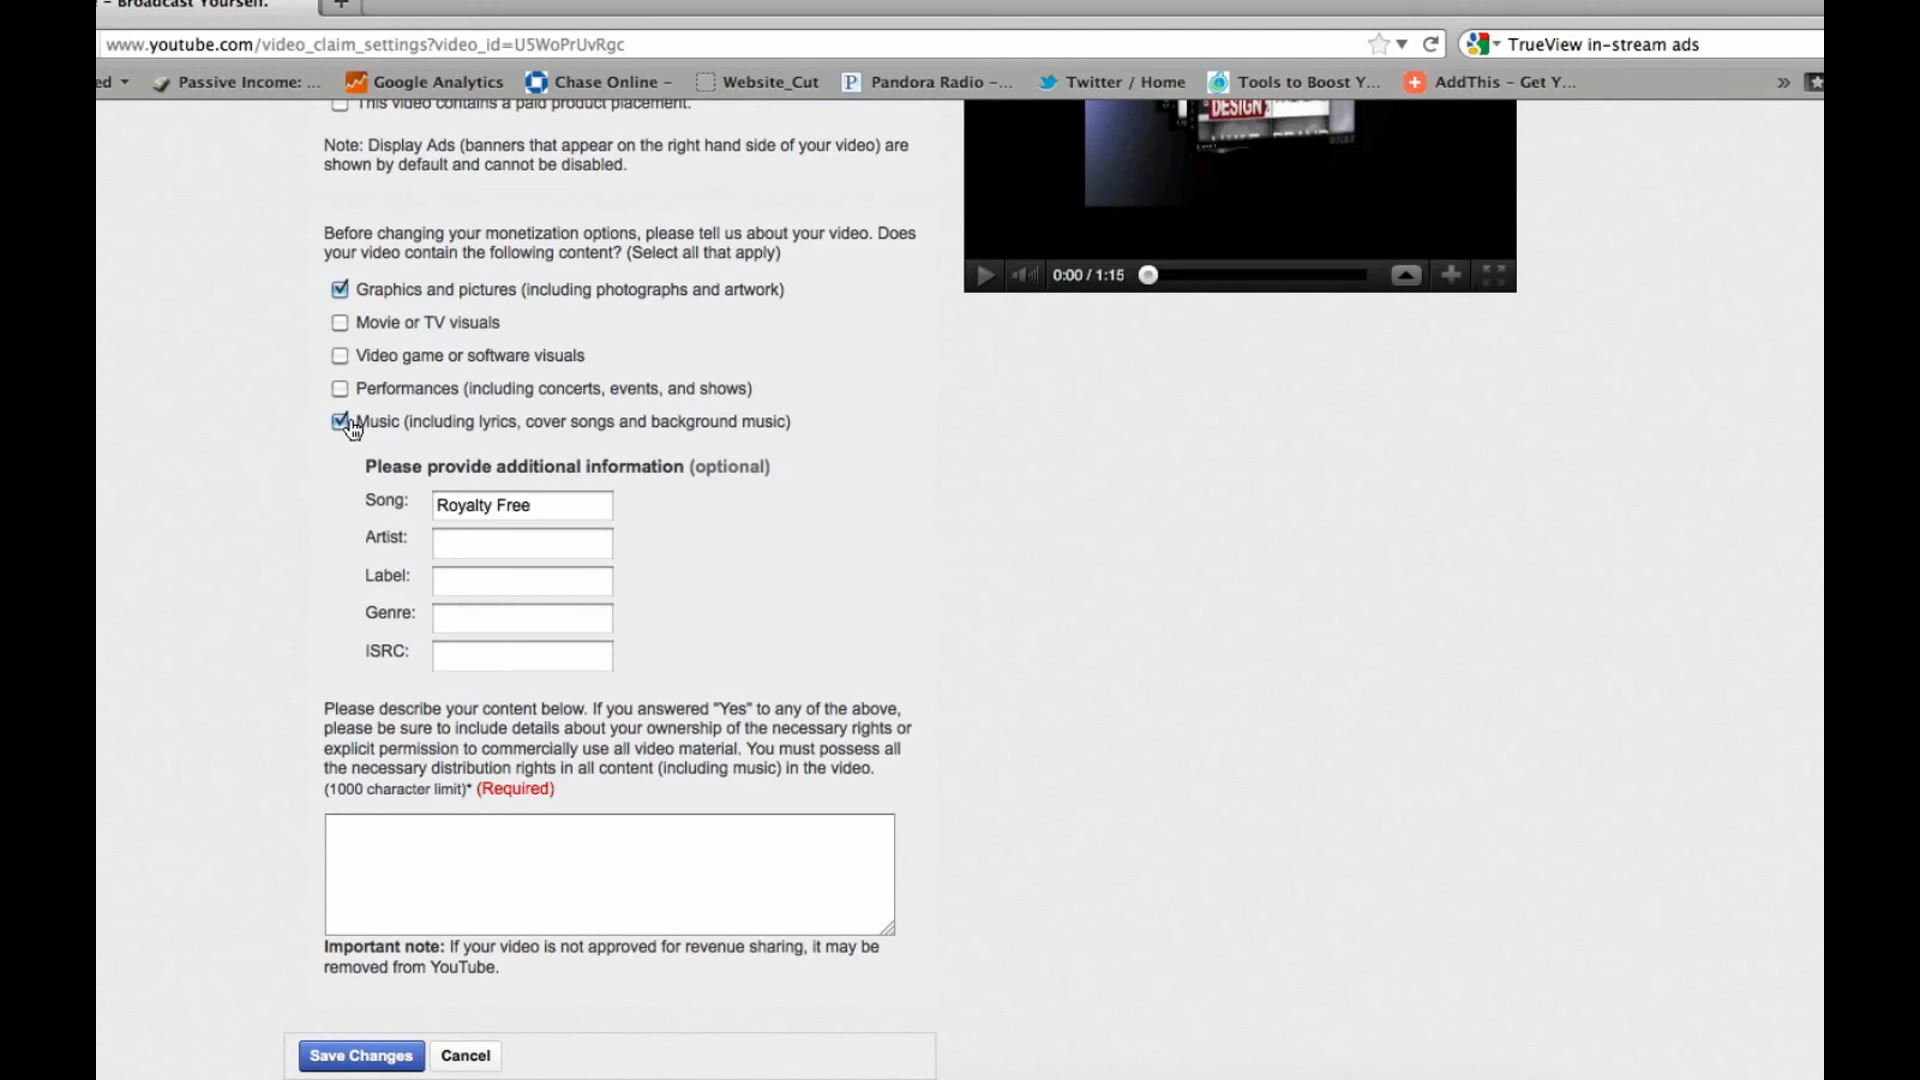 - Broadcast Yourself.
www.youtube.com/video_claim_settings?video_id=U5WoPrUvRgc
TrueView in-stream ads
ed
Passive Income: ...
Google Analytics
Chase Online –
Website_Cut
Pandora Radio –...
Twitter / Home
Tools to Boost Y...
AddThis – Get Y...
This video contains a paid product placement.
Note: Display Ads (banners that appear on the right hand side of your video) are
shown by default and cannot be disabled.
DESIGN
0:00 / 1:15
Before changing your monetization options, please tell us about your video. Does
your video contain the following content? (Select all that apply)
Graphics and pictures (including photographs and artwork)
Movie or TV visuals
Video game or software visuals
Performances (including concerts, events, and shows)
Music (including lyrics, cover songs and background music)
Please provide additional information (optional)
Song: Royalty Free
Artist:
Label:
Genre:
ISRC:
Please describe your content below. If you answered "Yes" to any of the above,
please be sure to include details about your ownership of the necessary rights or
explicit permission to commercially use all video material. You must possess all
the necessary distribution rights in all content (including music) in the video.
(1000 character limit)* (Required)
Important note: If your video is not approved for revenue sharing, it may be
removed from YouTube.
Save Changes
Cancel